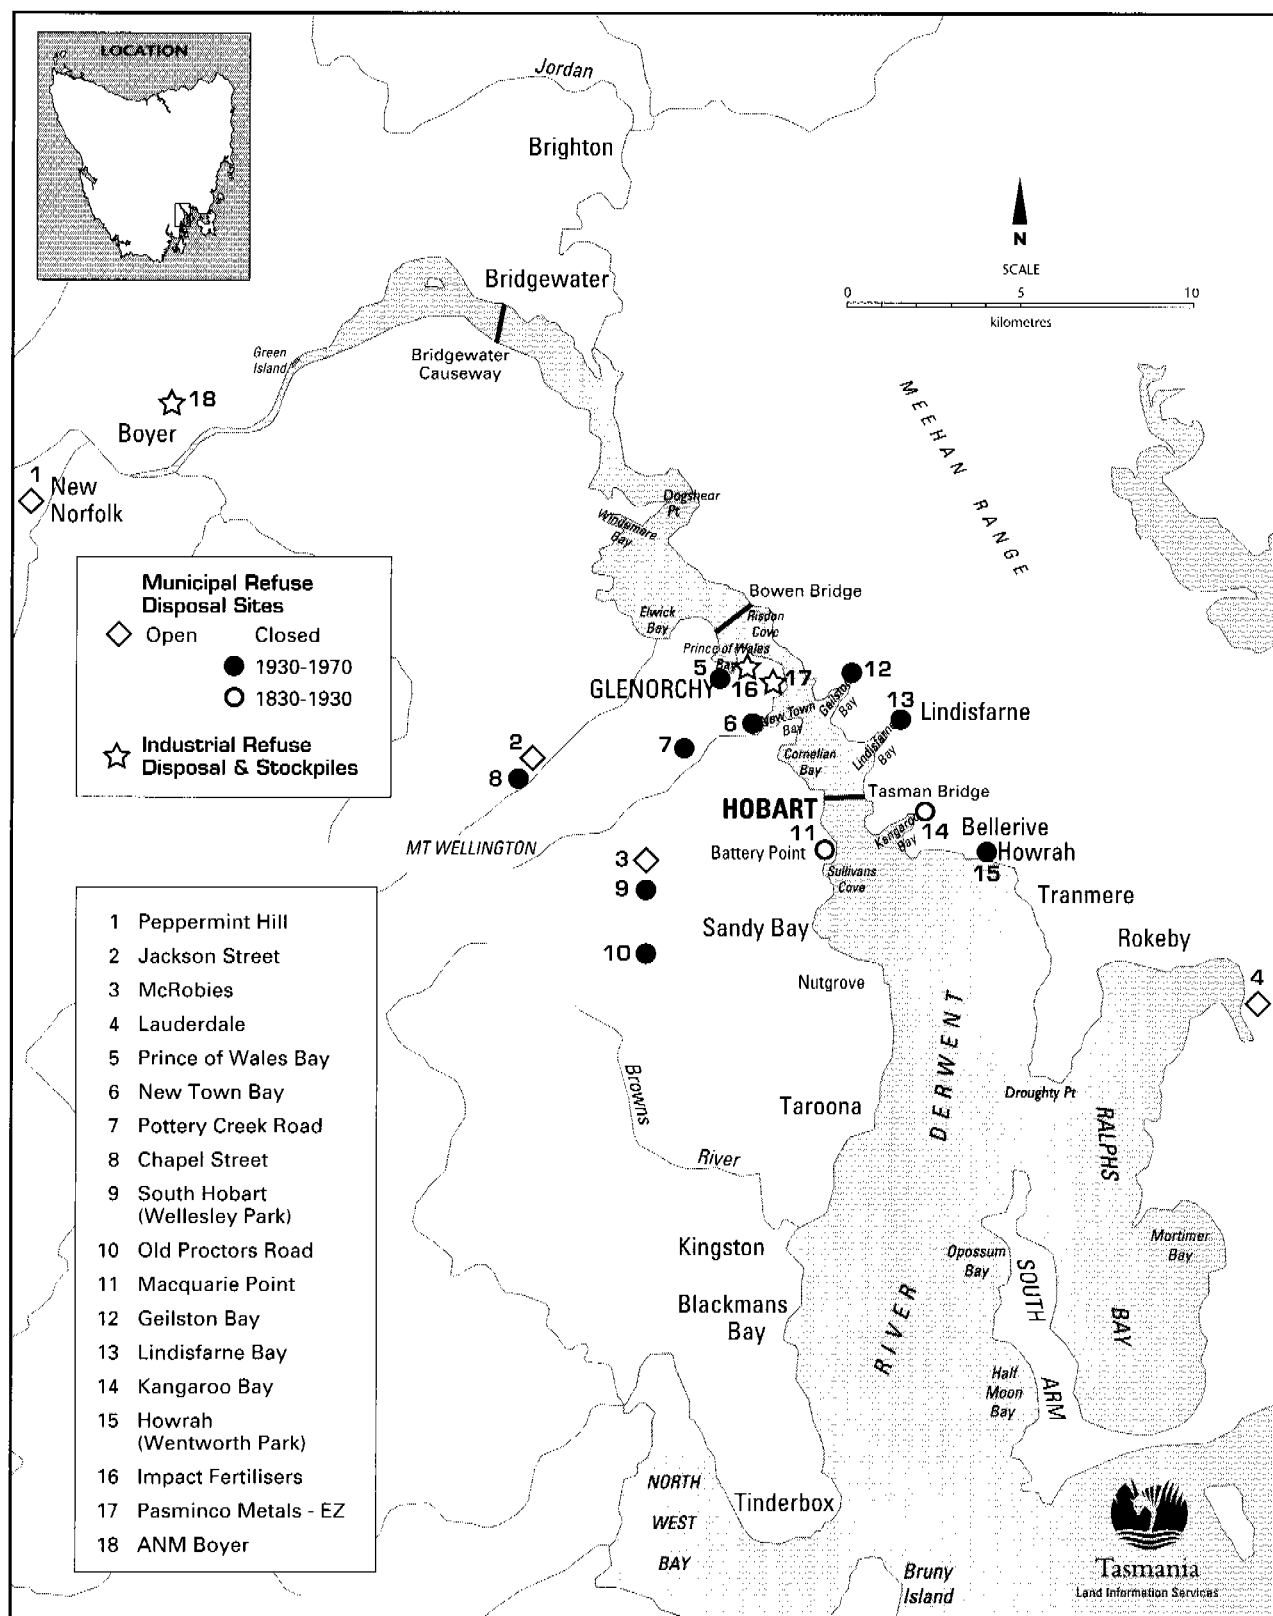 LOCATION
Jordan
Brighton
N
SCALE
0 5 10
kilometres
Bridgewater
Bridgewater
Causeway
Green
Island
MEEHAN RANGE
18
Boyer
1
New
Norfolk
Dogshear
Pt
Windermere
Bay
Municipal Refuse
Disposal Sites
Open Closed
1930-1970
1830-1930
Industrial Refuse
Disposal & Stockpiles
Bowen Bridge
Elwick
Bay
Risdon
Cove
Prince of Wales
Bay
5
GLENORCHY
16
17
12
Geilston
Bay
13
Lindisfarne
6
New Town
Bay
7
Lindisfarne
Bay
Cornelian
Bay
2
8
Tasman Bridge
HOBART
11
Battery Point
Kangaroo
Bay
14
Bellerive
Howrah
15
MT WELLINGTON
3
9
Sullivans
Cove
Tranmere
Sandy Bay
Rokeby
10
Nutgrove
4
DERWENT
Browns
Droughty Pt
Taroona
RALPHS
River
Kingston
Opossum
Bay
Mortimer
Bay
SOUTH
Blackmans
Bay
RIVER
BAY
Half
Moon
Bay
ARM
NORTH
WEST
BAY
Tinderbox
Bruny
Island
Tasmania
Land Information Services
1 Peppermint Hill
2 Jackson Street
3 McRobies
4 Lauderdale
5 Prince of Wales Bay
6 New Town Bay
7 Pottery Creek Road
8 Chapel Street
9 South Hobart
(Wellesley Park)
10 Old Proctors Road
11 Macquarie Point
12 Geilston Bay
13 Lindisfarne Bay
14 Kangaroo Bay
15 Howrah
(Wentworth Park)
16 Impact Fertilisers
17 Pasminco Metals - EZ
18 ANM Boyer